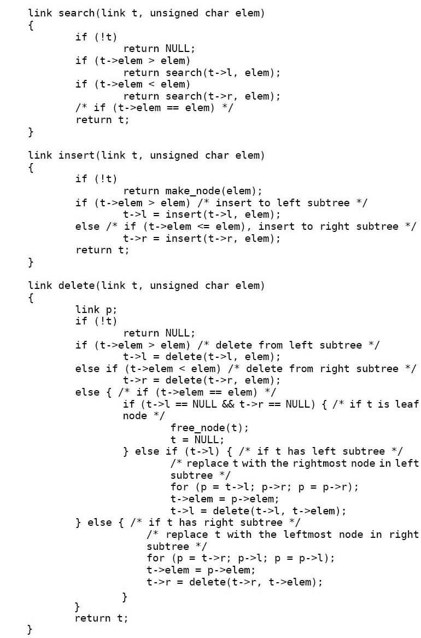 link search(link t, unsigned char elem)
{
        if (!t)
                return NULL;
        if (t->elem > elem)
                return search(t->l, elem);
        if (t->elem < elem)
                return search(t->r, elem);
        /* if (t->elem == elem) */
        return t;
}

link insert(link t, unsigned char elem)
{
        if (!t)
                return make_node(elem);
        if (t->elem > elem) /* insert to left subtree */
                t->l = insert(t->l, elem);
        else /* if (t->elem <= elem), insert to right subtree */
                t->r = insert(t->r, elem);
        return t;
}

link delete(link t, unsigned char elem)
{
        link p;
        if (!t)
                return NULL;
        if (t->elem > elem) /* delete from left subtree */
                t->l = delete(t->l, elem);
        else if (t->elem < elem) /* delete from right subtree */
                t->r = delete(t->r, elem);
        else { /* if (t->elem == elem) */
                if (t->l == NULL && t->r == NULL) { /* if t is leaf
                node */
                        free_node(t);
                        t = NULL;
                } else if (t->l) { /* if t has left subtree */
                        /* replace t with the rightmost node in left
                        subtree */
                        for (p = t->l; p->r; p = p->r);
                        t->elem = p->elem;
                        t->l = delete(t->l, t->elem);
        } else { /* if t has right subtree */
                    /* replace t with the leftmost node in right
                    subtree */
                    for (p = t->r; p->l; p = p->l);
                    t->elem = p->elem;
                    t->r = delete(t->r, t->elem);
                }
        }
        return t;
}